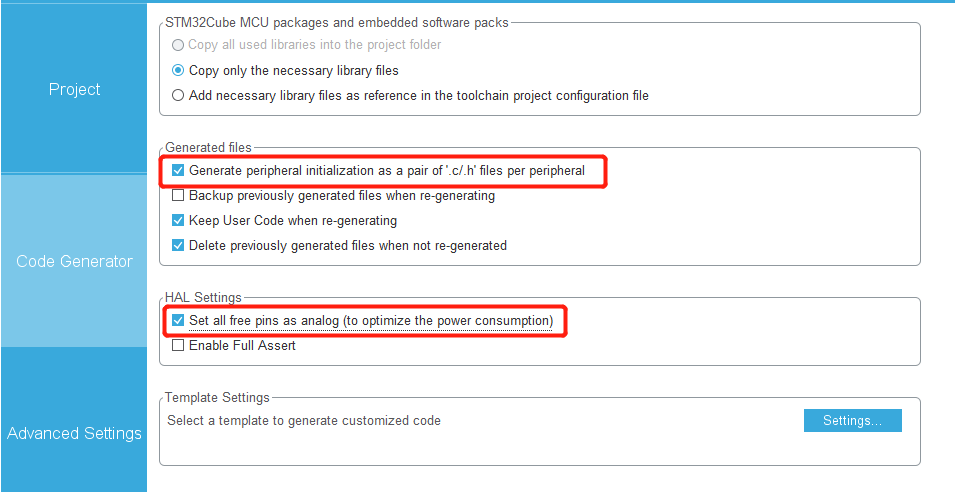 Project
Code Generator
Advanced Settings
STM32Cube MCU packages and embedded software packs
Copy all used libraries into the project folder
Copy only the necessary library files
Add necessary library files as reference in the toolchain project configuration file
Generated files
Generate peripheral initialization as a pair of '.c/.h' files per peripheral
Backup previously generated files when re-generating
Keep User Code when re-generating
Delete previously generated files when not re-generated
HAL Settings
Set all free pins as analog (to optimize the power consumption)
Enable Full Assert
Template Settings
Select a template to generate customized code
Settings...